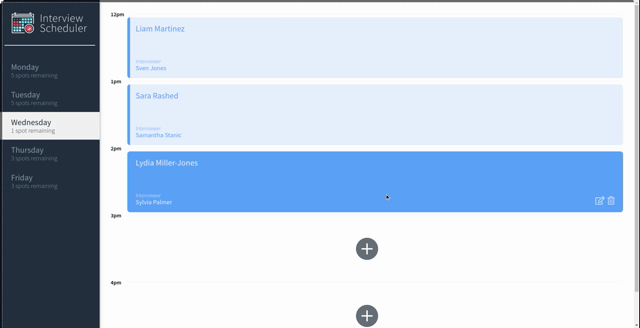 Interview
Scheduler
Monday
5 spots remaining
Tuesday
5 spots remaining
Wednesday
1 spot remaining
Thursday
3 spots remaining
Friday
3 spots remaining
12pm
Liam Martinez
Interviewer
Sven Jones
1pm
Sara Rashed
Interviewer
Samantha Stanic
2pm
Lydia Miller-Jones
Interviewer
Sylvia Palmer
3pm
4pm